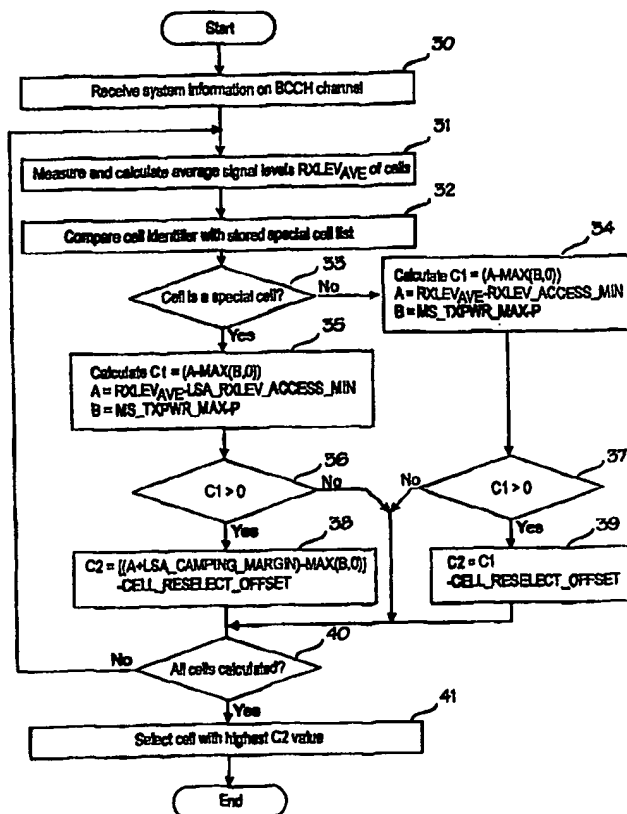 Start
30
Receive system information on BCCH channel
31
Measure and calculate average signal levels RXLEVAVE of cells
32
Compare cell identifier with stored special cell list
33
Cell is a special cell?
No
Yes
34
Calculate C1 = (A-MAX(B,0))
A = RXLEVAVE-RXLEV_ACCESS_MIN
B = MS_TXPWR_MAX-P
35
Calculate C1 = (A-MAX(B,0))
A = RXLEVAVE-LSA_RXLEV_ACCESS_MIN
B = MS_TXPWR_MAX-P
36
C1 > 0
No
Yes
37
C1 > 0
No
Yes
38
C2 = [(A+LSA_CAMPING_MARGIN)-MAX(B,0)]
-CELL_RESELECT_OFFSET
39
C2 = C1
-CELL_RESELECT_OFFSET
40
All cells calculated?
No
Yes
41
Select cell with highest C2 value
End